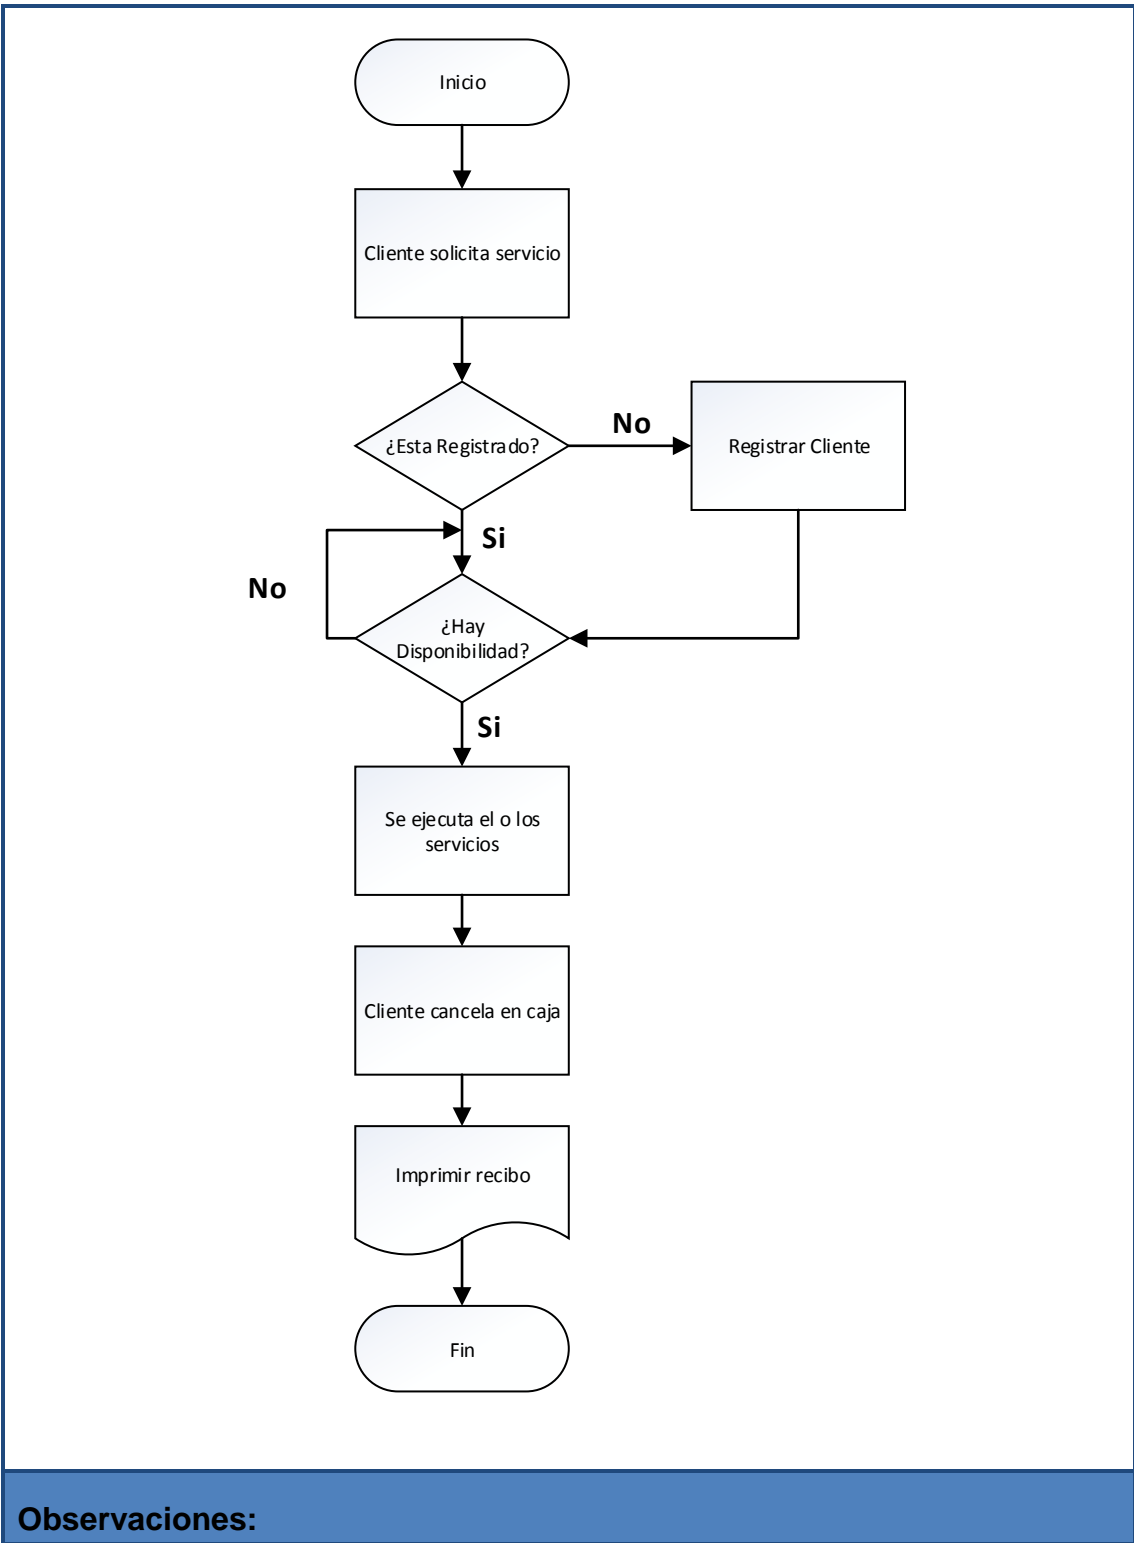 Inicio
Cliente solicita servicio
¿Esta Registrado?
No
Registrar Cliente
Si
No
¿Hay
Disponibilidad?
Si
Se ejecuta el o los
servicios
Cliente cancela en caja
Imprimir recibo
Fin
Observaciones: